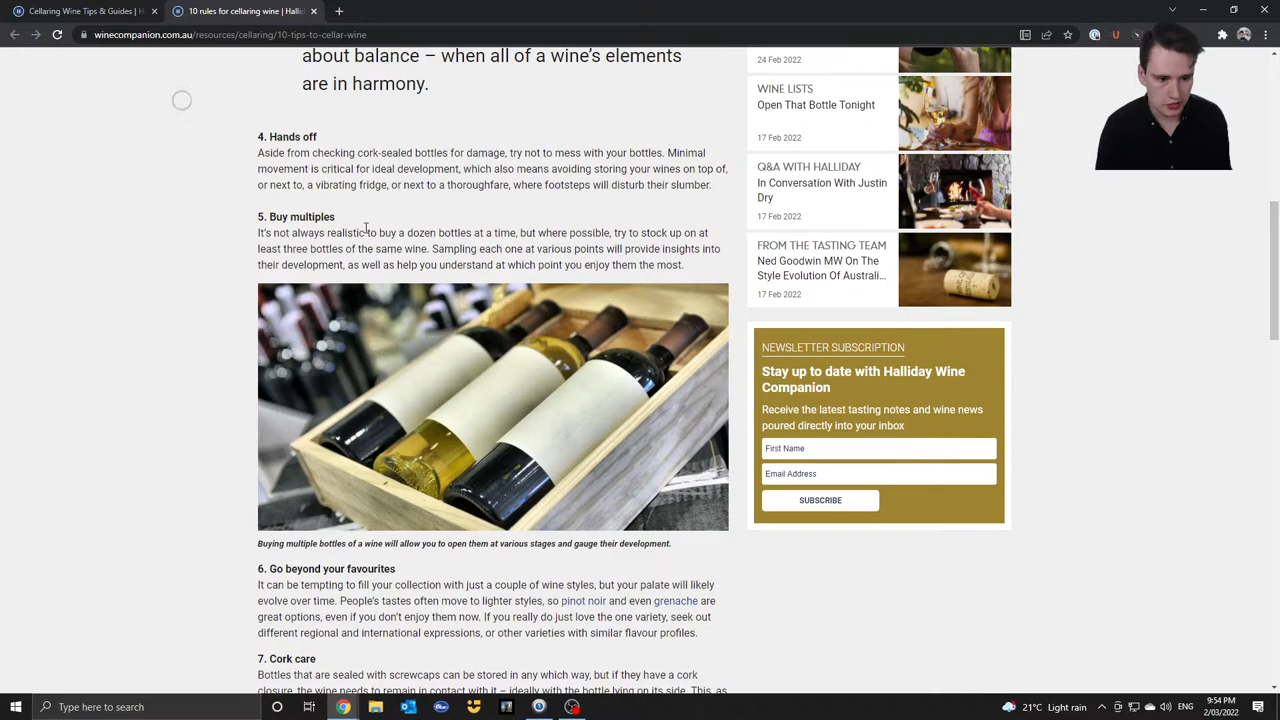 Cellaring Wine Tips & Guides |
10 rules for cellaring wine | Halli
winecompanion.com.au/resources/cellaring/10-tips-cellar-wine
about balance – when all of a wine's elements
are in harmony.
4. Hands off
Aside from checking cork-sealed bottles for damage, try not to mess with your bottles. Minimal
movement is critical for ideal development, which also means avoiding storing your wines on top of,
or next to, a vibrating fridge, or next to a thoroughfare, where footsteps will disturb their slumber.
5. Buy multiples
It's not always realistic to buy a dozen bottles at a time, but where possible, try to stock up on at
least three bottles of the same wine. Sampling each one at various points will provide insights into
their development, as well as help you understand at which point you enjoy them the most.
Buying multiple bottles of a wine will allow you to open them at various stages and gauge their development.
6. Go beyond your favourites
It can be tempting to fill your collection with just a couple of wine styles, but your palate will likely
evolve over time. People's tastes often move to lighter styles, so pinot noir and even grenache are
great options, even if you don't enjoy them now. If you really do just love the one variety, seek out
different regional and international expressions, or other varieties with similar flavour profiles.
7. Cork care
Bottles that are sealed with screwcaps can be stored in any which way, but if they have a cork
closure, the wine needs to remain in contact with it – ideally with the bottle lying on its side. This, as
24 Feb 2022
WINE LISTS
Open That Bottle Tonight
17 Feb 2022
Q&A WITH HALLIDAY
In Conversation With Justin
Dry
17 Feb 2022
FROM THE TASTING TEAM
Ned Goodwin MW On The
Style Evolution Of Australi...
17 Feb 2022
NEWSLETTER SUBSCRIPTION
Stay up to date with Halliday Wine
Companion
Receive the latest tasting notes and wine news
poured directly into your inbox
First Name
Email Address
SUBSCRIBE
Type here to search
21°C Light rain
9:54 PM
2/03/2022